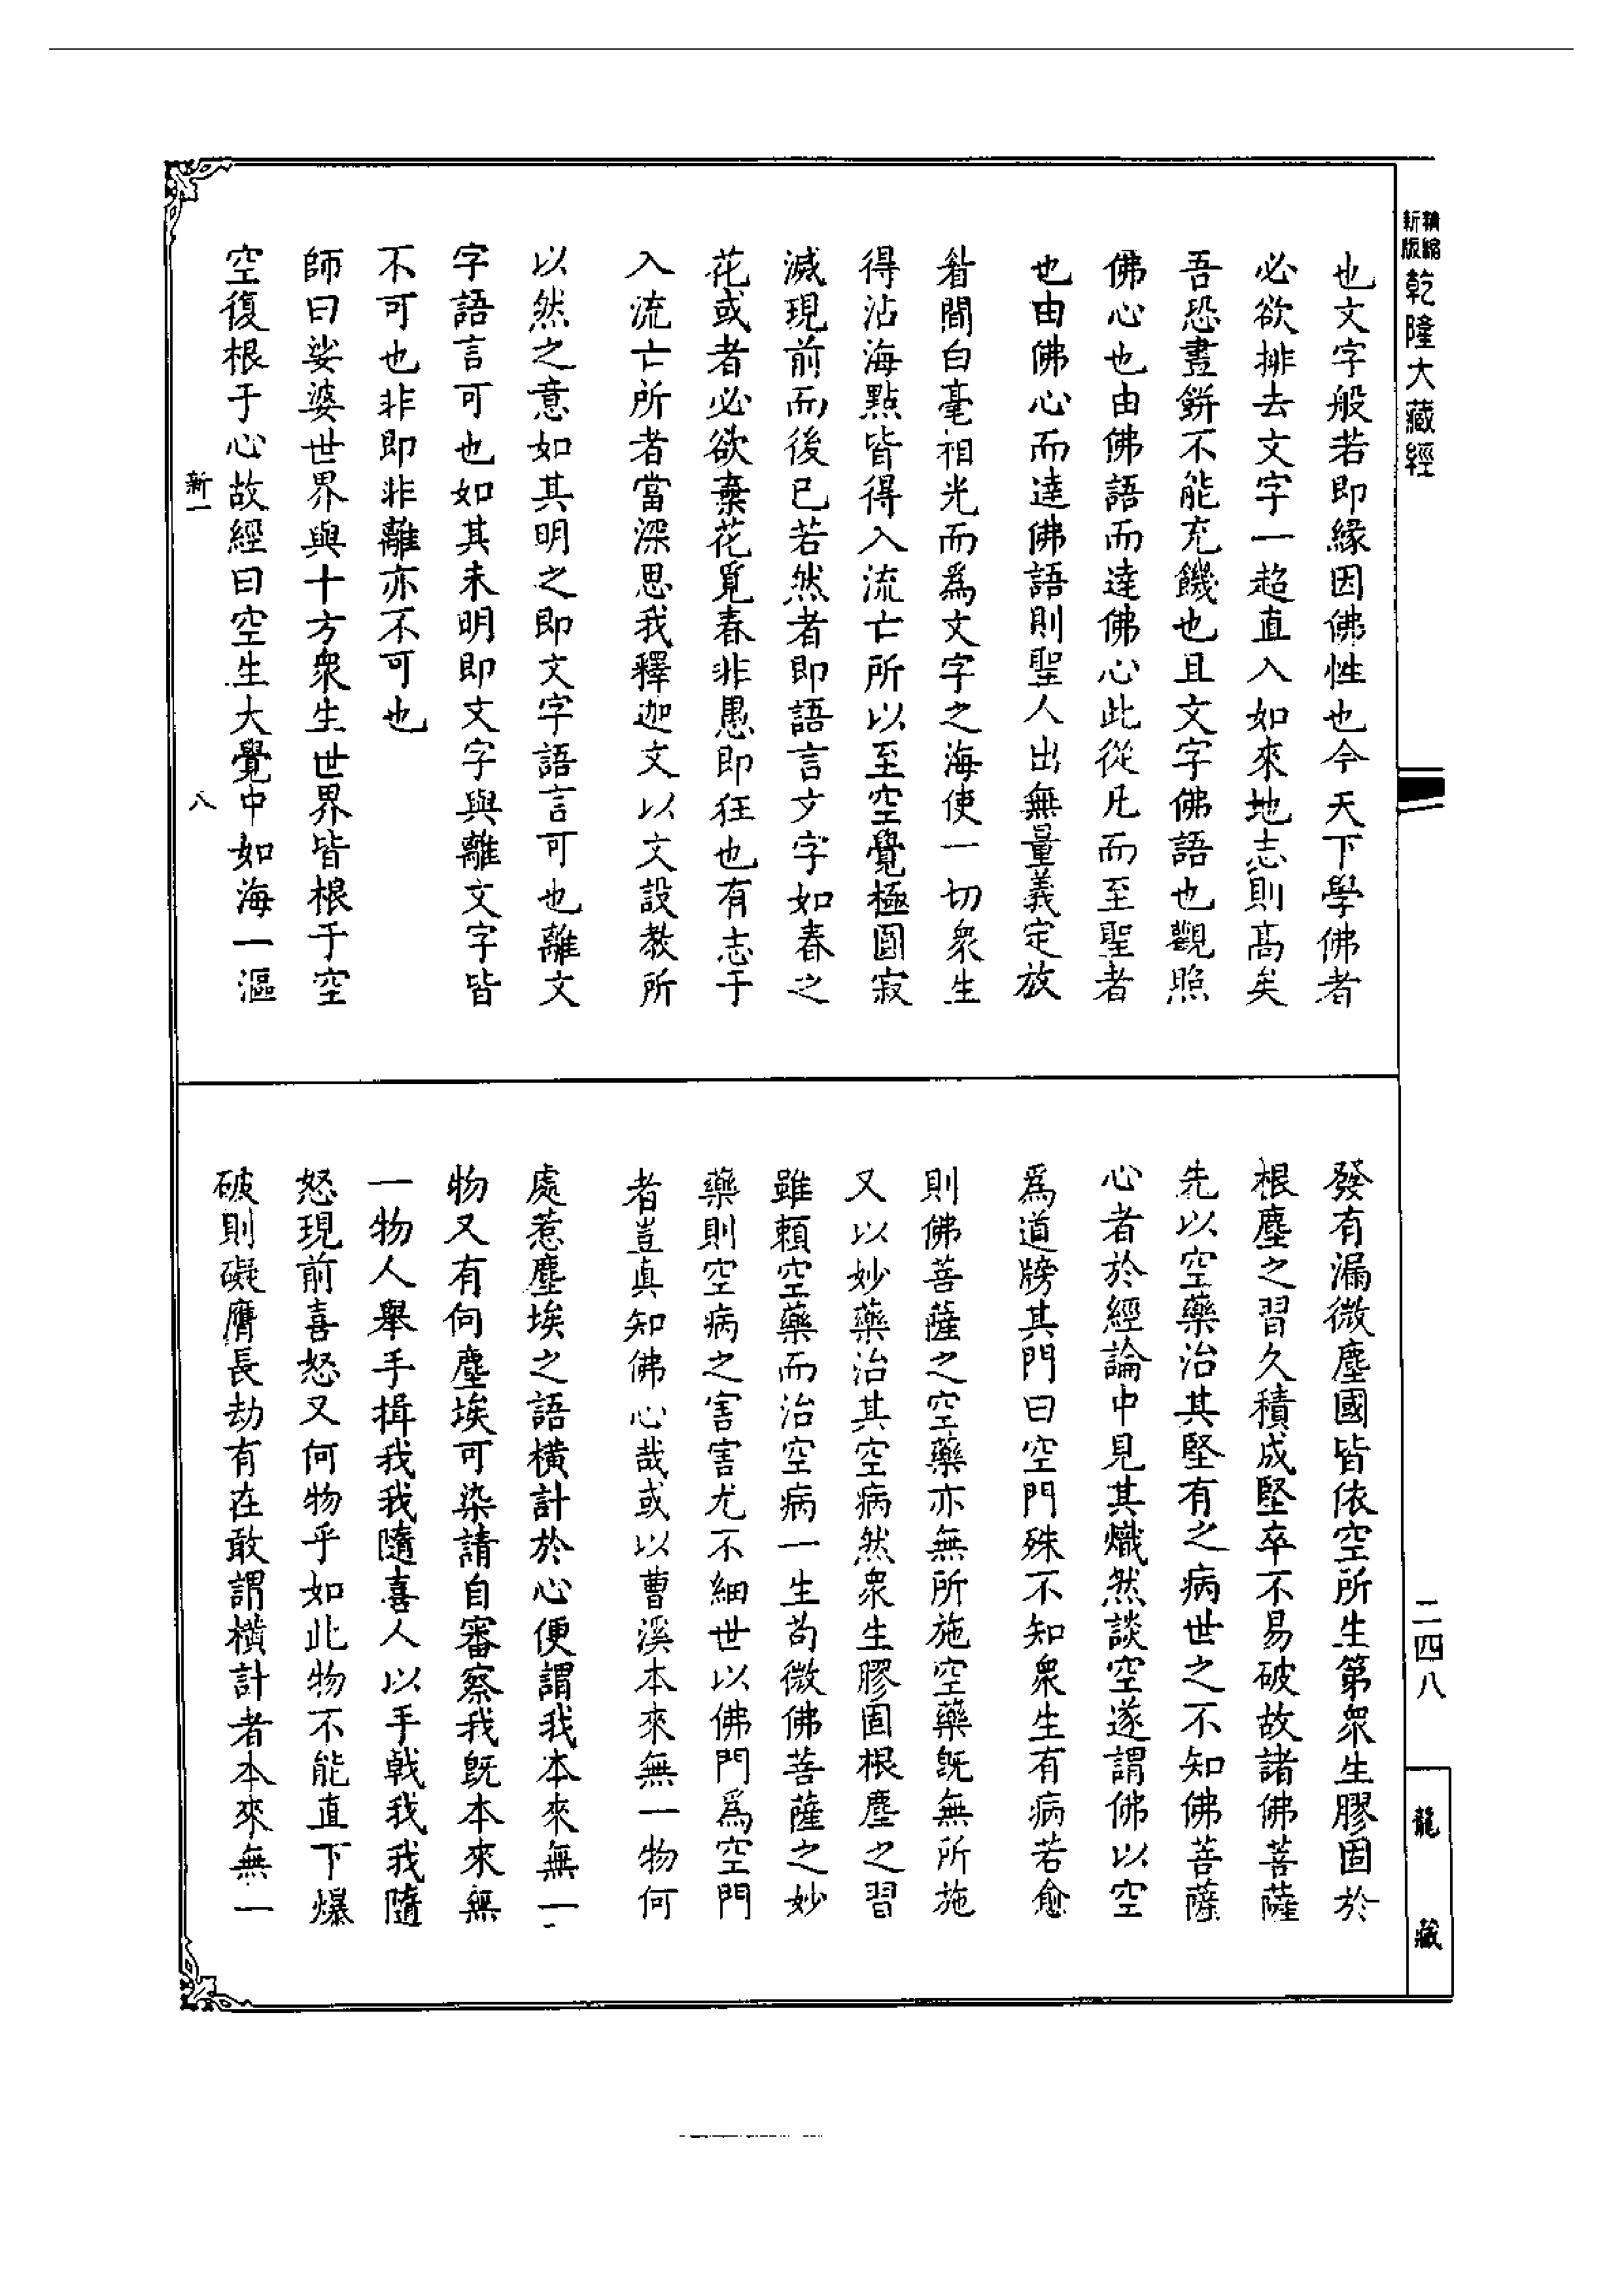 精縮新版乾隆大藏經
二四八
龍藏
也文字般若即緣因佛性也今天下學佛者
必欲排去文字一超直入如來地志則高矣
吾恐畫餅不能充饑也且文字佛語也觀照
佛心也由佛語而達佛心此從凡而至聖者
也由佛心而達佛語則聖人出無量義定放
眉間白毫相光而爲文字之海使一切衆生
得沾海點皆得入流亡所以至空覺極圓寂
滅現前而後已若然者即語言文字如春之
花或者必欲棄花覓春非愚即狂也有志于
入流亡所者當深思我釋迦文以文設教所
以然之意如其明之即文字語言可也離文
字語言可也如其未明即文字與離文字皆
不可也非即非離亦不可也
師曰娑婆世界與十方衆生世界皆根于空
空復根于心故經曰空生大覺中如海一漚
新一
八
發有漏微塵國皆依空所生第衆生膠固於
根塵之習久積成堅卒不易破故諸佛菩薩
先以空藥治其堅有之病世之不知佛菩薩
心者於經論中見其熾然談空遂謂佛以空
爲道牓其門曰空門殊不知衆生有病若愈
則佛菩薩之空藥亦無所施空藥既無所施
又以妙藥治其空病然衆生膠固根塵之習
雖賴空藥而治空病一生苟微佛菩薩之妙
藥則空病之害害尤不細世以佛門爲空門
者豈真知佛心哉或以曹溪本來無一物何
處惹塵埃之語橫計於心便謂我本來無一
物又有何塵埃可染請自審察我既本來無
一物人舉手揖我我隨喜人以手戟我我隨
怒現前喜怒又何物乎如此物不能直下爆
破則礙膺長劫有在敢謂橫計者本來無一